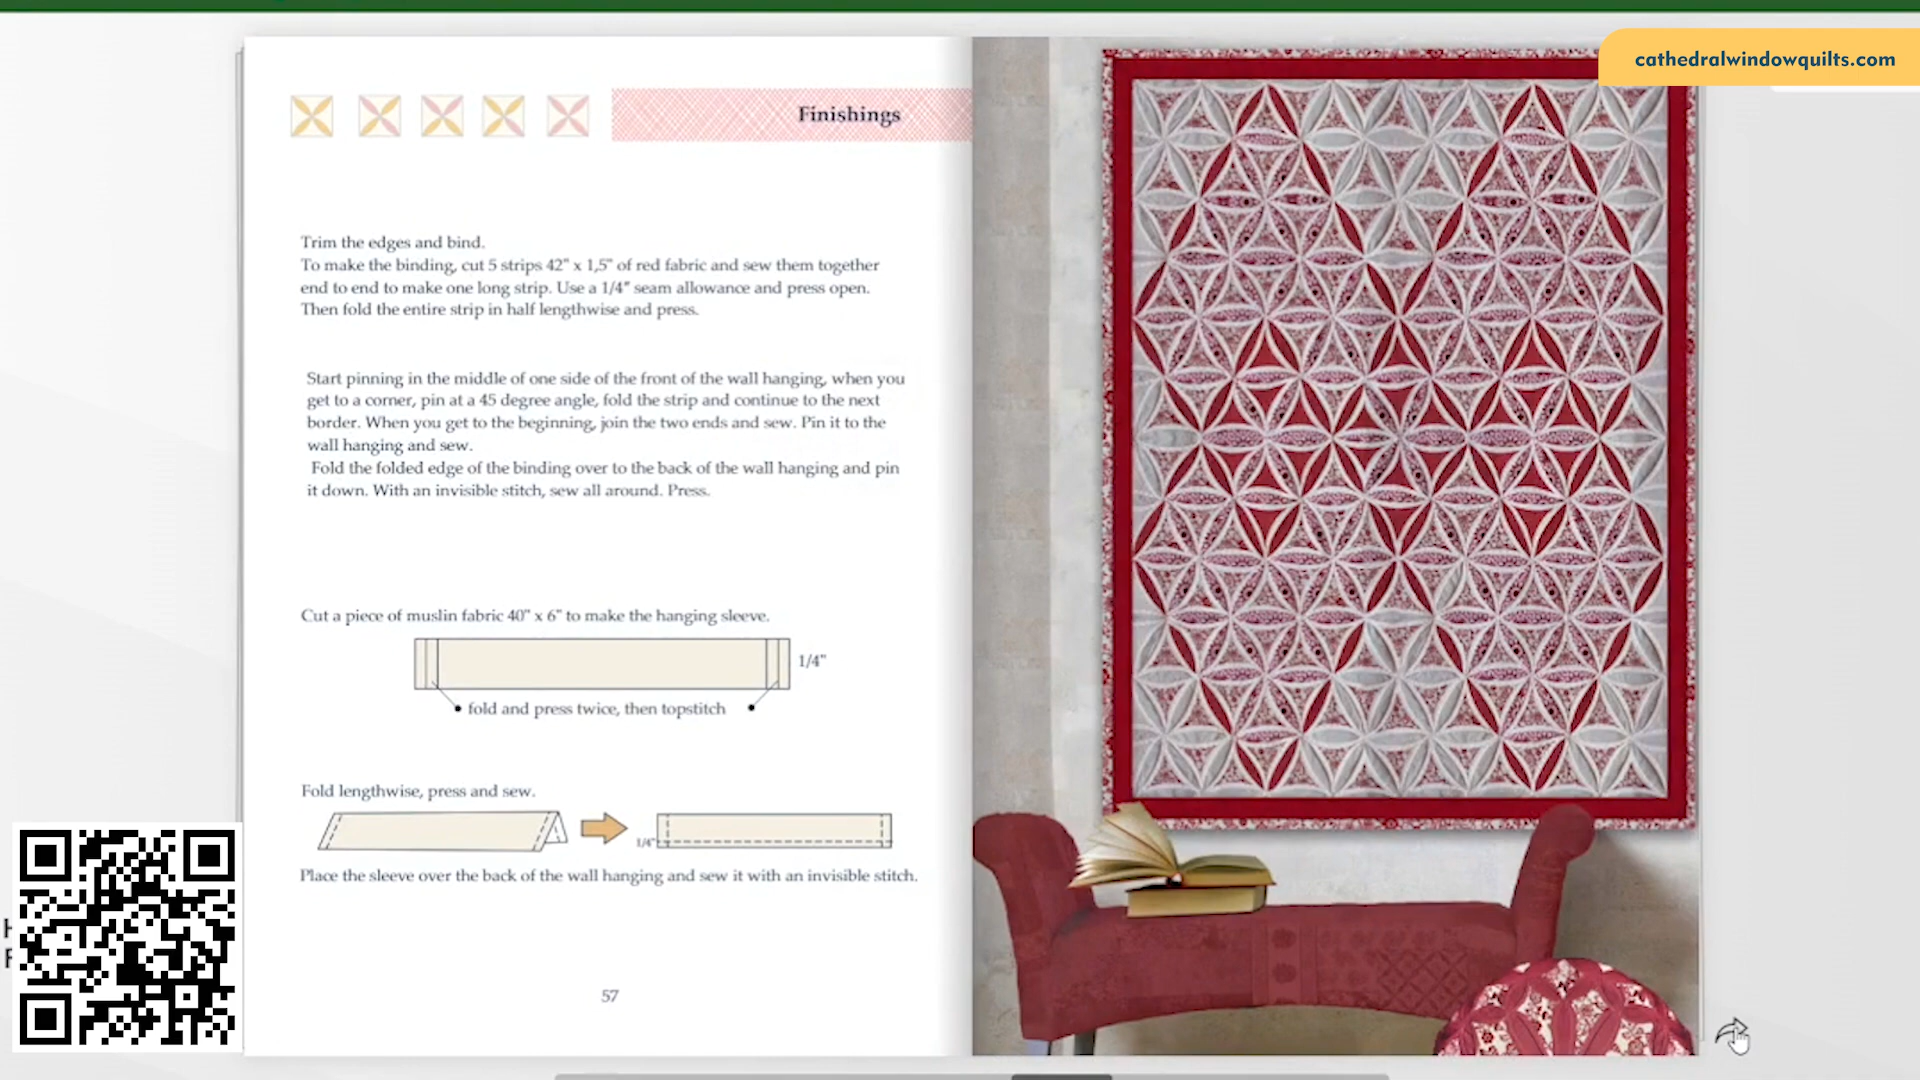 cathedralwindowquilts.com
Finishings
Trim the edges and bind.
To make the binding, cut 5 strips 42" x 1,5" of red fabric and sew them together
end to end to make one long strip. Use a 1/4" seam allowance and press open.
Then fold the entire strip in half lengthwise and press.
Start pinning in the middle of one side of the front of the wall hanging, when you
get to a corner, pin at a 45 degree angle, fold the strip and continue to the next
border. When you get to the beginning, join the two ends and sew. Pin it to the
wall hanging and sew.
Fold the folded edge of the binding over to the back of the wall hanging and pin
it down. With an invisible stitch, sew all around. Press.
Cut a piece of muslin fabric 40" x 6" to make the hanging sleeve.
1/4"
fold and press twice, then topstitch
Fold lengthwise, press and sew.
1/4"
Place the sleeve over the back of the wall hanging and sew it with an invisible stitch.
57